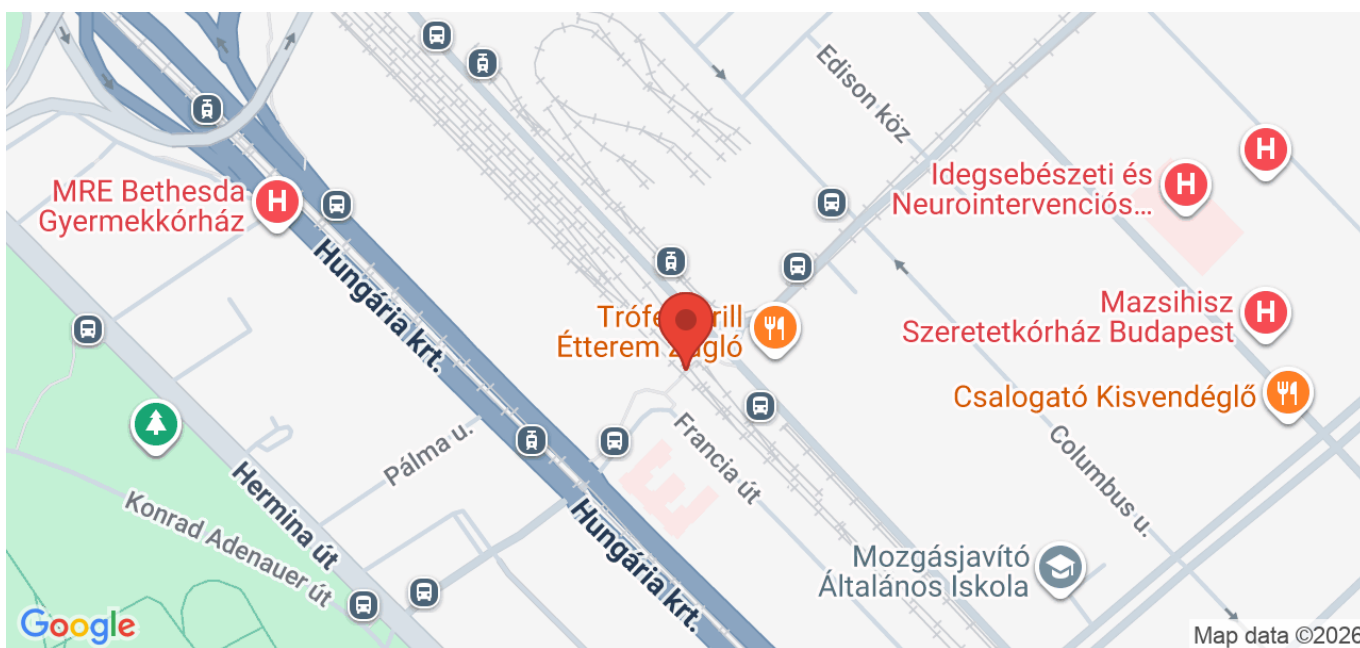 Edison köz
Idegsebészeti és
Neurointervenciós...
MRE Bethesda
Gyermekkórház
Hungária krt.
Mazsihisz
Szeretetkórház Budapest
Étterem
Csalogató Kisvendéglő
Pálma u.
Francia út
Columbus u.
Hermina út
Konrad Adenauer út
Hungária krt.
Mozgásjavító
Általános Iskola
Google
Map data ©2026